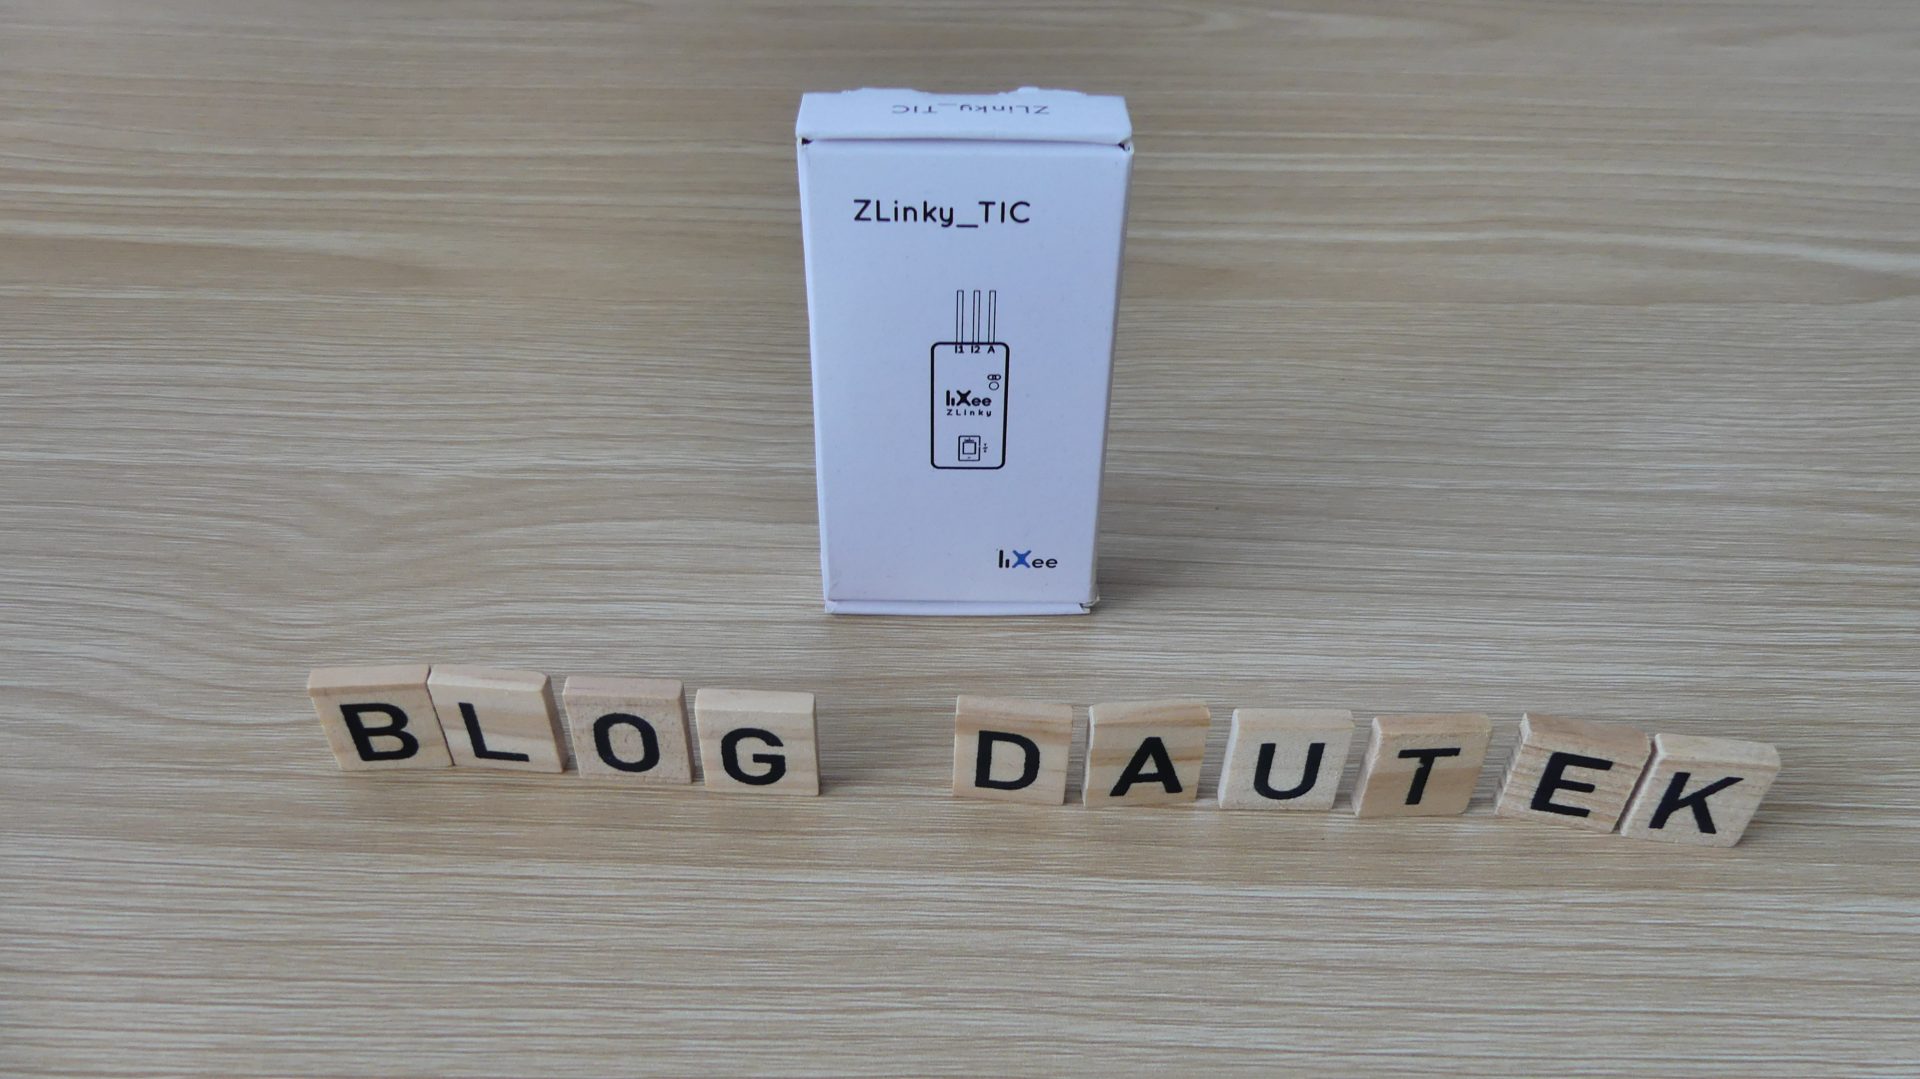 ZLinky_TIC
ZLinky_TIC
I1 I2 A
liXee
ZLinky
liXee
BLOG DAUTEK